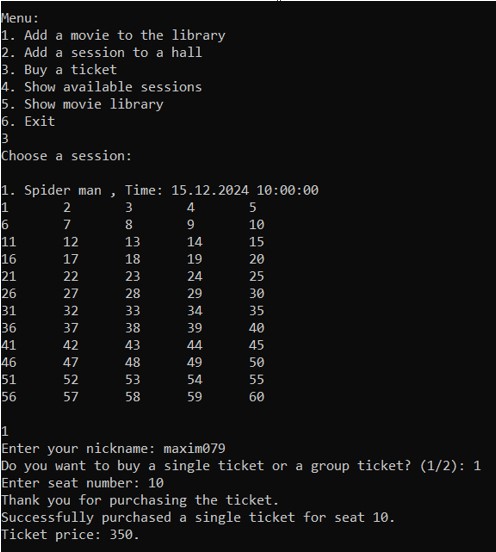 Menu:
1. Add a movie to the library
2. Add a session to a hall
3. Buy a ticket
4. Show available sessions
5. Show movie library
6. Exit
3
Choose a session:
1. Spider man , Time: 15.12.2024 10:00:00
1 2 3 4 5
6 7 8 9 10
11 12 13 14 15
16 17 18 19 20
21 22 23 24 25
26 27 28 29 30
31 32 33 34 35
36 37 38 39 40
41 42 43 44 45
46 47 48 49 50
51 52 53 54 55
56 57 58 59 60
1
Enter your nickname: maxim079
Do you want to buy a single ticket or a group ticket? (1/2): 1
Enter seat number: 10
Thank you for purchasing the ticket.
Successfully purchased a single ticket for seat 10.
Ticket price: 350.